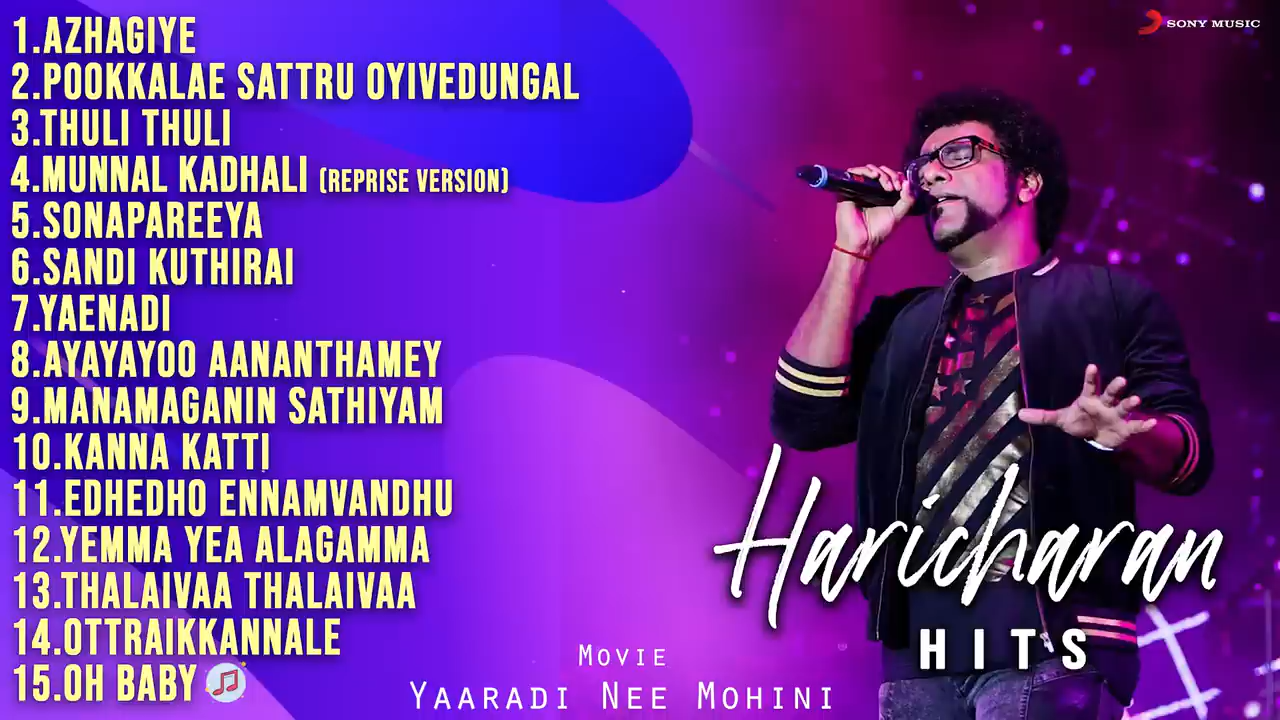 1.AZHAGIYE
2.POOKKALAE SATTRU OYIVEDUNGAL
3.THULI THULI
4.MUNNAL KADHALI (REPRISE VERSION)
5.SONAPAREEYA
6.SANDI KUTHIRAI
7.YAENADI
8.AYAYAYOO AANANTHAMEY
9.MANAMAGANIN SATHIYAM
10.KANNA KATTI
11.EDHEDHO ENNAMVANDHU
12.YEMMA YEA ALAGAMMA
13.THALAIVAA THALAIVAA
14.OTTRAIKKANNALE
15.OH BABY
SONY MUSIC
Haricharan
HITS
MOVIE
YAARADI NEE MOHINI